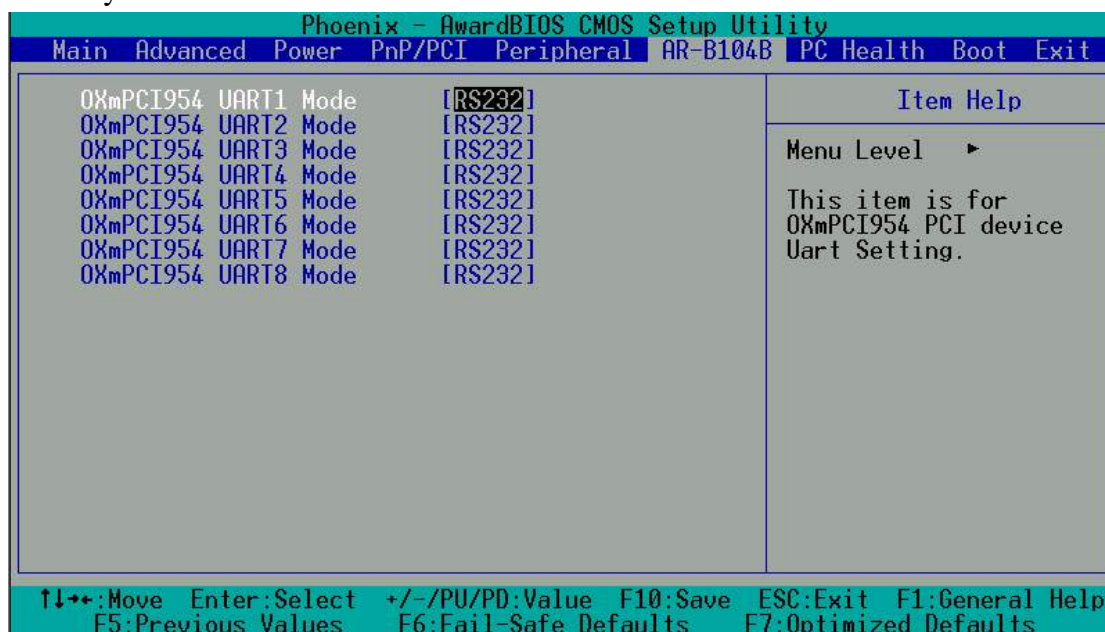 Phoenix - AwardBIOS CMOS Setup Utility
Main Advanced Power PnP/PCI Peripheral AR-B104B PC Health Boot Exit
OXmPCI954 UART1 Mode [RS232]
OXmPCI954 UART2 Mode [RS232]
OXmPCI954 UART3 Mode [RS232]
OXmPCI954 UART4 Mode [RS232]
OXmPCI954 UART5 Mode [RS232]
OXmPCI954 UART6 Mode [RS232]
OXmPCI954 UART7 Mode [RS232]
OXmPCI954 UART8 Mode [RS232]
Item Help
Menu Level ►
This item is for
OXmPCI954 PCI device
Uart Setting.
↑↓→←:Move Enter:Select +/-/PU/PD:Value F10:Save ESC:Exit F1:General Help
F5:Previous Values F6:Fail-Safe Defaults F7:Optimized Defaults